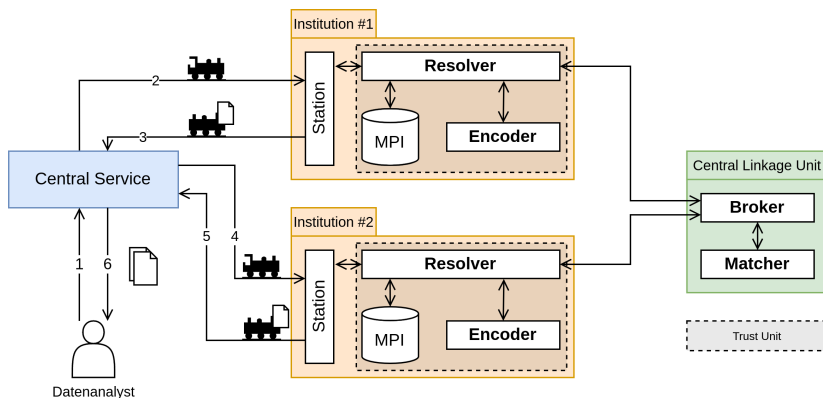 Institution #1
Station
Resolver
MPI
Encoder
2
3
Central Service
5
4
1
6
Datenanalyst
Institution #2
Station
Resolver
MPI
Encoder
Central Linkage Unit
Broker
Matcher
Trust Unit